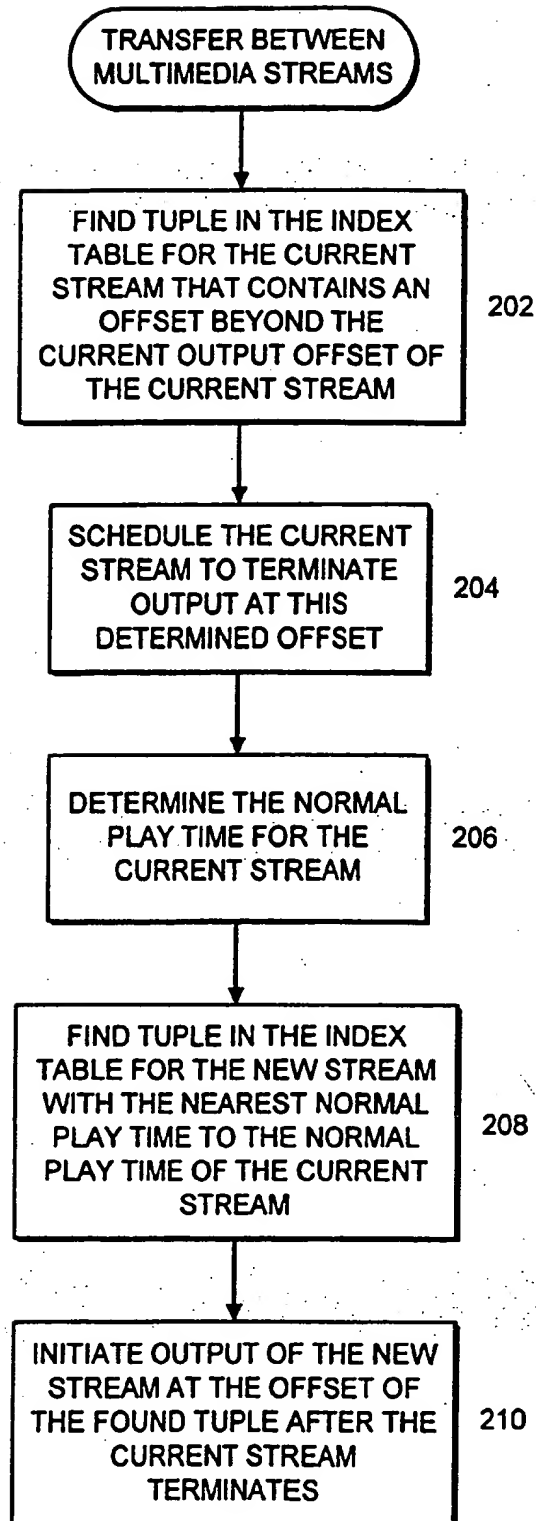 TRANSFER BETWEEN
MULTIMEDIA STREAMS
FIND TUPLE IN THE INDEX
TABLE FOR THE CURRENT
STREAM THAT CONTAINS AN
OFFSET BEYOND THE
CURRENT OUTPUT OFFSET OF
THE CURRENT STREAM
202
SCHEDULE THE CURRENT
STREAM TO TERMINATE
OUTPUT AT THIS
DETERMINED OFFSET
204
DETERMINE THE NORMAL
PLAY TIME FOR THE
CURRENT STREAM
206
FIND TUPLE IN THE INDEX
TABLE FOR THE NEW STREAM
WITH THE NEAREST NORMAL
PLAY TIME TO THE NORMAL
PLAY TIME OF THE CURRENT
STREAM
208
INITIATE OUTPUT OF THE NEW
STREAM AT THE OFFSET OF
THE FOUND TUPLE AFTER THE
CURRENT STREAM
TERMINATES
210